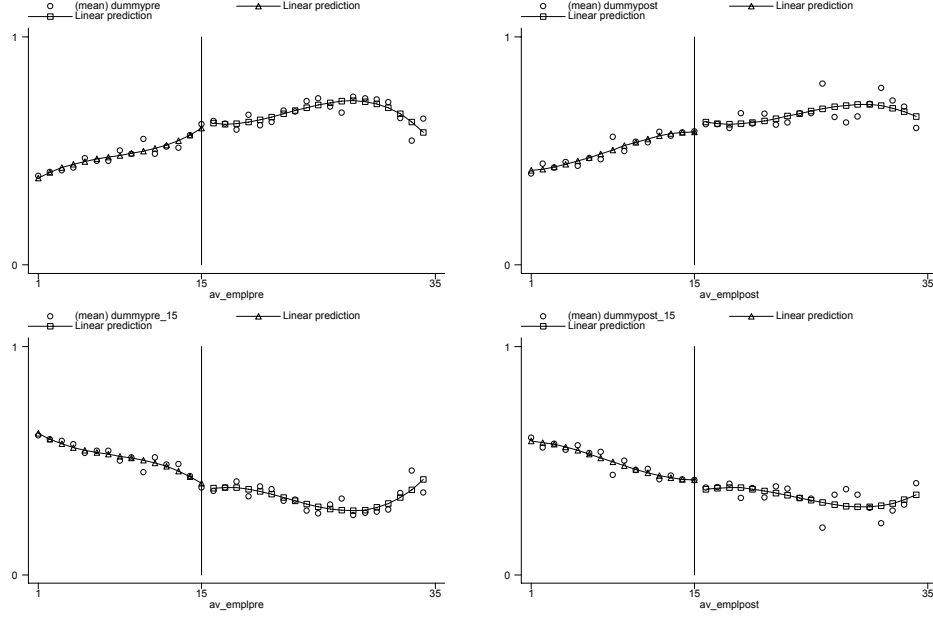 (mean) dummypre Linear prediction
Linear prediction
1
0
1 15 35
av_emplpre
(mean) dummypost Linear prediction
Linear prediction
1
0
1 15 35
av_emplpost
(mean) dummypre_15 Linear prediction
Linear prediction
1
0
1 15 35
av_emplpre
(mean) dummypost_15 Linear prediction
Linear prediction
1
0
1 15 35
av_emplpost